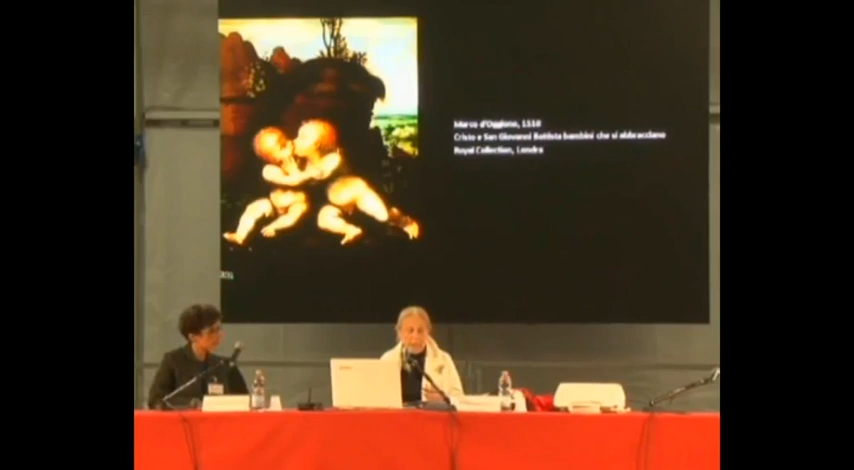 Marco d'Oggiono, 1510
Cristo e San Giovanni Battista bambini che si abbracciano
Royal Collection, Londra